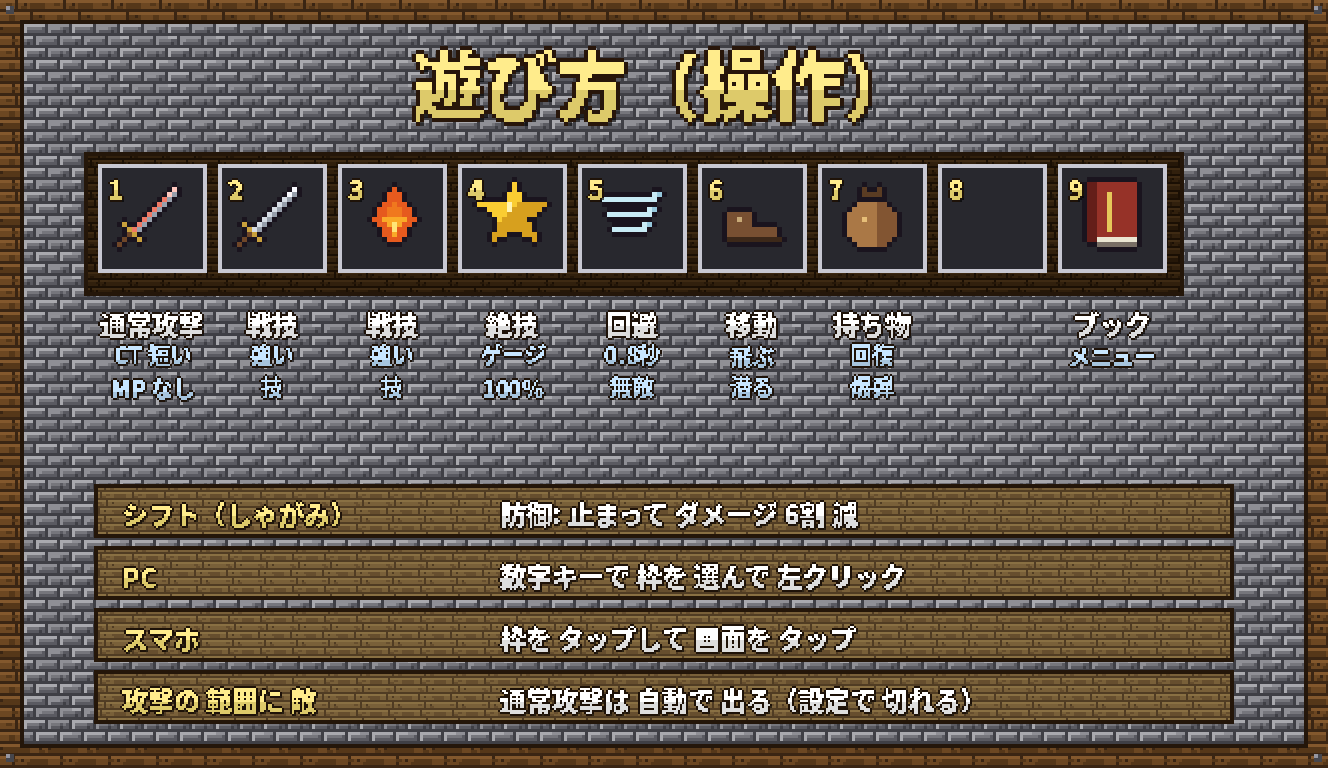 遊び方（操作）
1 2 3 4 5 6 7 8 9
通常攻撃 戦技 戦技 絶技 回避 移動 持ち物 ブック
CT 短い 強い 強い ゲージ 0.8秒 飛ぶ 回復 メニュー
MP なし 技 技 100% 無敵 潜る 爆弾
シフト（しゃがみ） 防御: 止まって ダメージ 6割 減
PC 数字キーで 枠を 選んで 左クリック
スマホ 枠を タップして 画面を タップ
攻撃の 範囲に 敵 通常攻撃は 自動で 出る（設定で 切れる）